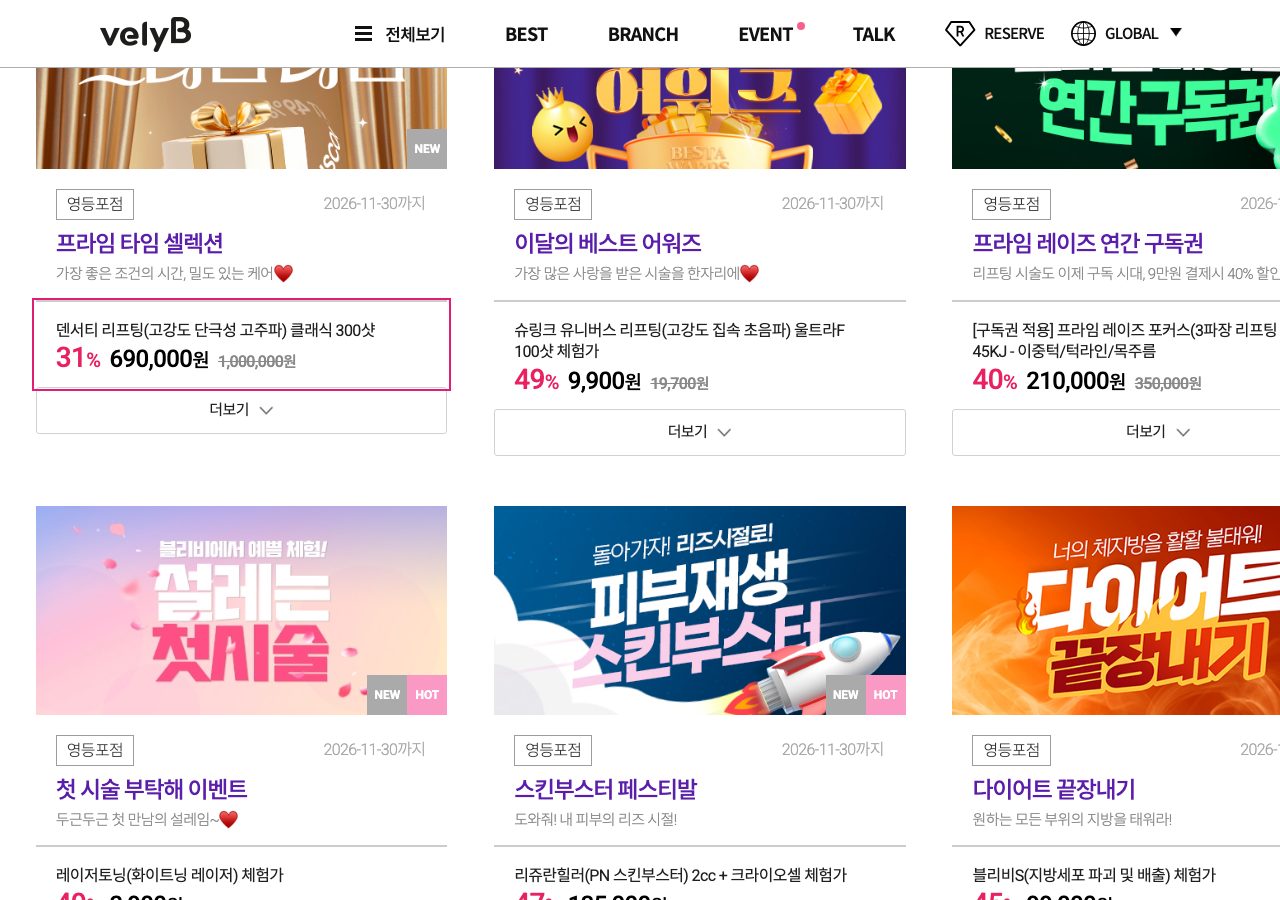 velyB
전체보기
BEST
BRANCH
EVENT
TALK
R
RESERVE
GLOBAL
NEW
어워즈
BESTA
AWARDS
연간구독권
영등포점
2026-11-30까지
프라임 타임 셀렉션
가장 좋은 조건의 시간, 밀도 있는 케어
덴서티 리프팅(고강도 단극성 고주파) 클래식 300샷
31% 690,000원 1,000,000원
더보기
영등포점
2026-11-30까지
이달의 베스트 어워즈
가장 많은 사랑을 받은 시술을 한자리에
슈링크 유니버스 리프팅(고강도 집속 초음파) 울트라F
100샷 체험가
49% 9,900원 19,700원
더보기
영등포점
프라임 레이즈 연간 구독권
리프팅 시술도 이제 구독 시대, 9만원 결제시 40% 할인
[구독권 적용] 프라임 레이즈 포커스(3파장 리프팅
45KJ - 이중턱/턱라인/목주름
40% 210,000원 350,000원
더보기
블리비에서 예쁨 체험!
설레는
첫시술
NEW
HOT
영등포점
2026-11-30까지
첫 시술 부탁해 이벤트
두근두근 첫 만남의 설레임~
레이저토닝(화이트닝 레이저) 체험가
돌아가자! 리즈시절로!
피부재생
스킨부스터
NEW
HOT
영등포점
2026-11-30까지
스킨부스터 페스티발
도와줘! 내 피부의 리즈 시절!
리쥬란힐러(PN 스킨부스터) 2cc + 크라이오셀 체험가
너의 체지방을 활활 불태워!
다이어트
끝장내기
영등포점
다이어트 끝장내기
원하는 모든 부위의 지방을 태워라!
블리비S(지방세포 파괴 및 배출) 체험가